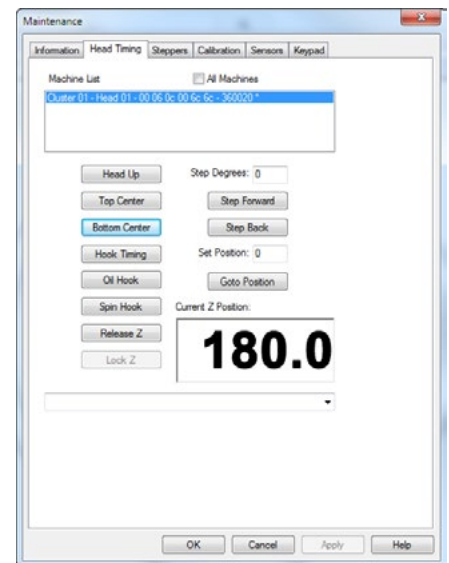 Maintenance
Information Head Timing Steppers Calibration Sensors Keypad
Machine List All Machines
Cluster 01 - Head 01 - 00 06 0c 00 6c 6c - 360020 *
Head Up Step Degrees: 0
Top Center Step Forward
Bottom Center Step Back
Hook Timing Set Position: 0
Oil Hook Goto Position
Spin Hook Current Z Position:
Release Z 180.0
Lock Z
OK Cancel Apply Help